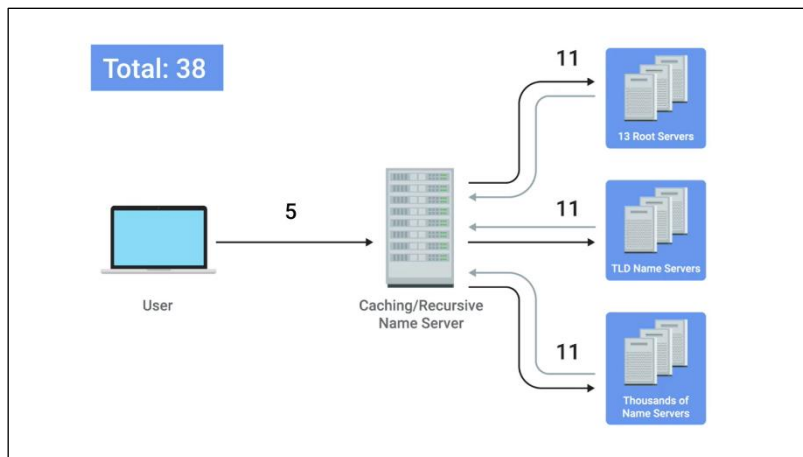 Total: 38
11
13 Root Servers
5
11
TLD Name Servers
User
Caching/Recursive
Name Server
11
Thousands of
Name Servers